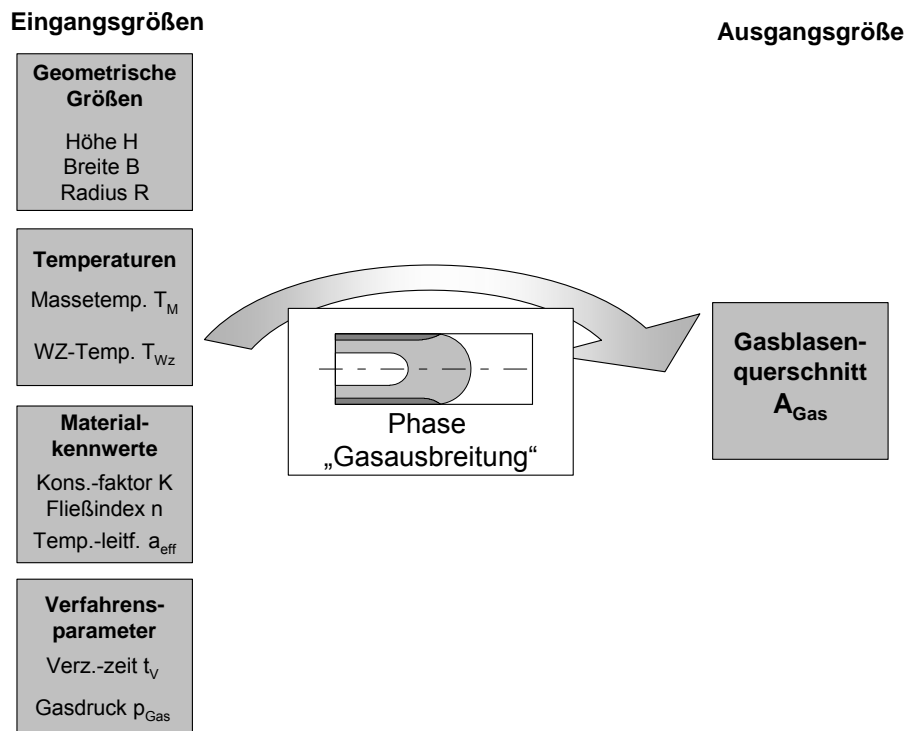 Eingangsgrößen
Ausgangsgröße
Geometrische
Größen
Höhe H
Breite B
Radius R
Temperaturen
Massetemp. T_M
WZ-Temp. T_Wz
Material-
kennwerte
Kons.-faktor K
Fließindex n
Temp.-leitf. a_eff
Verfahrens-
parameter
Verz.-zeit t_V
Gasdruck p_Gas
Phase
„Gasausbreitung“
Gasblasen-
querschnitt
A_Gas